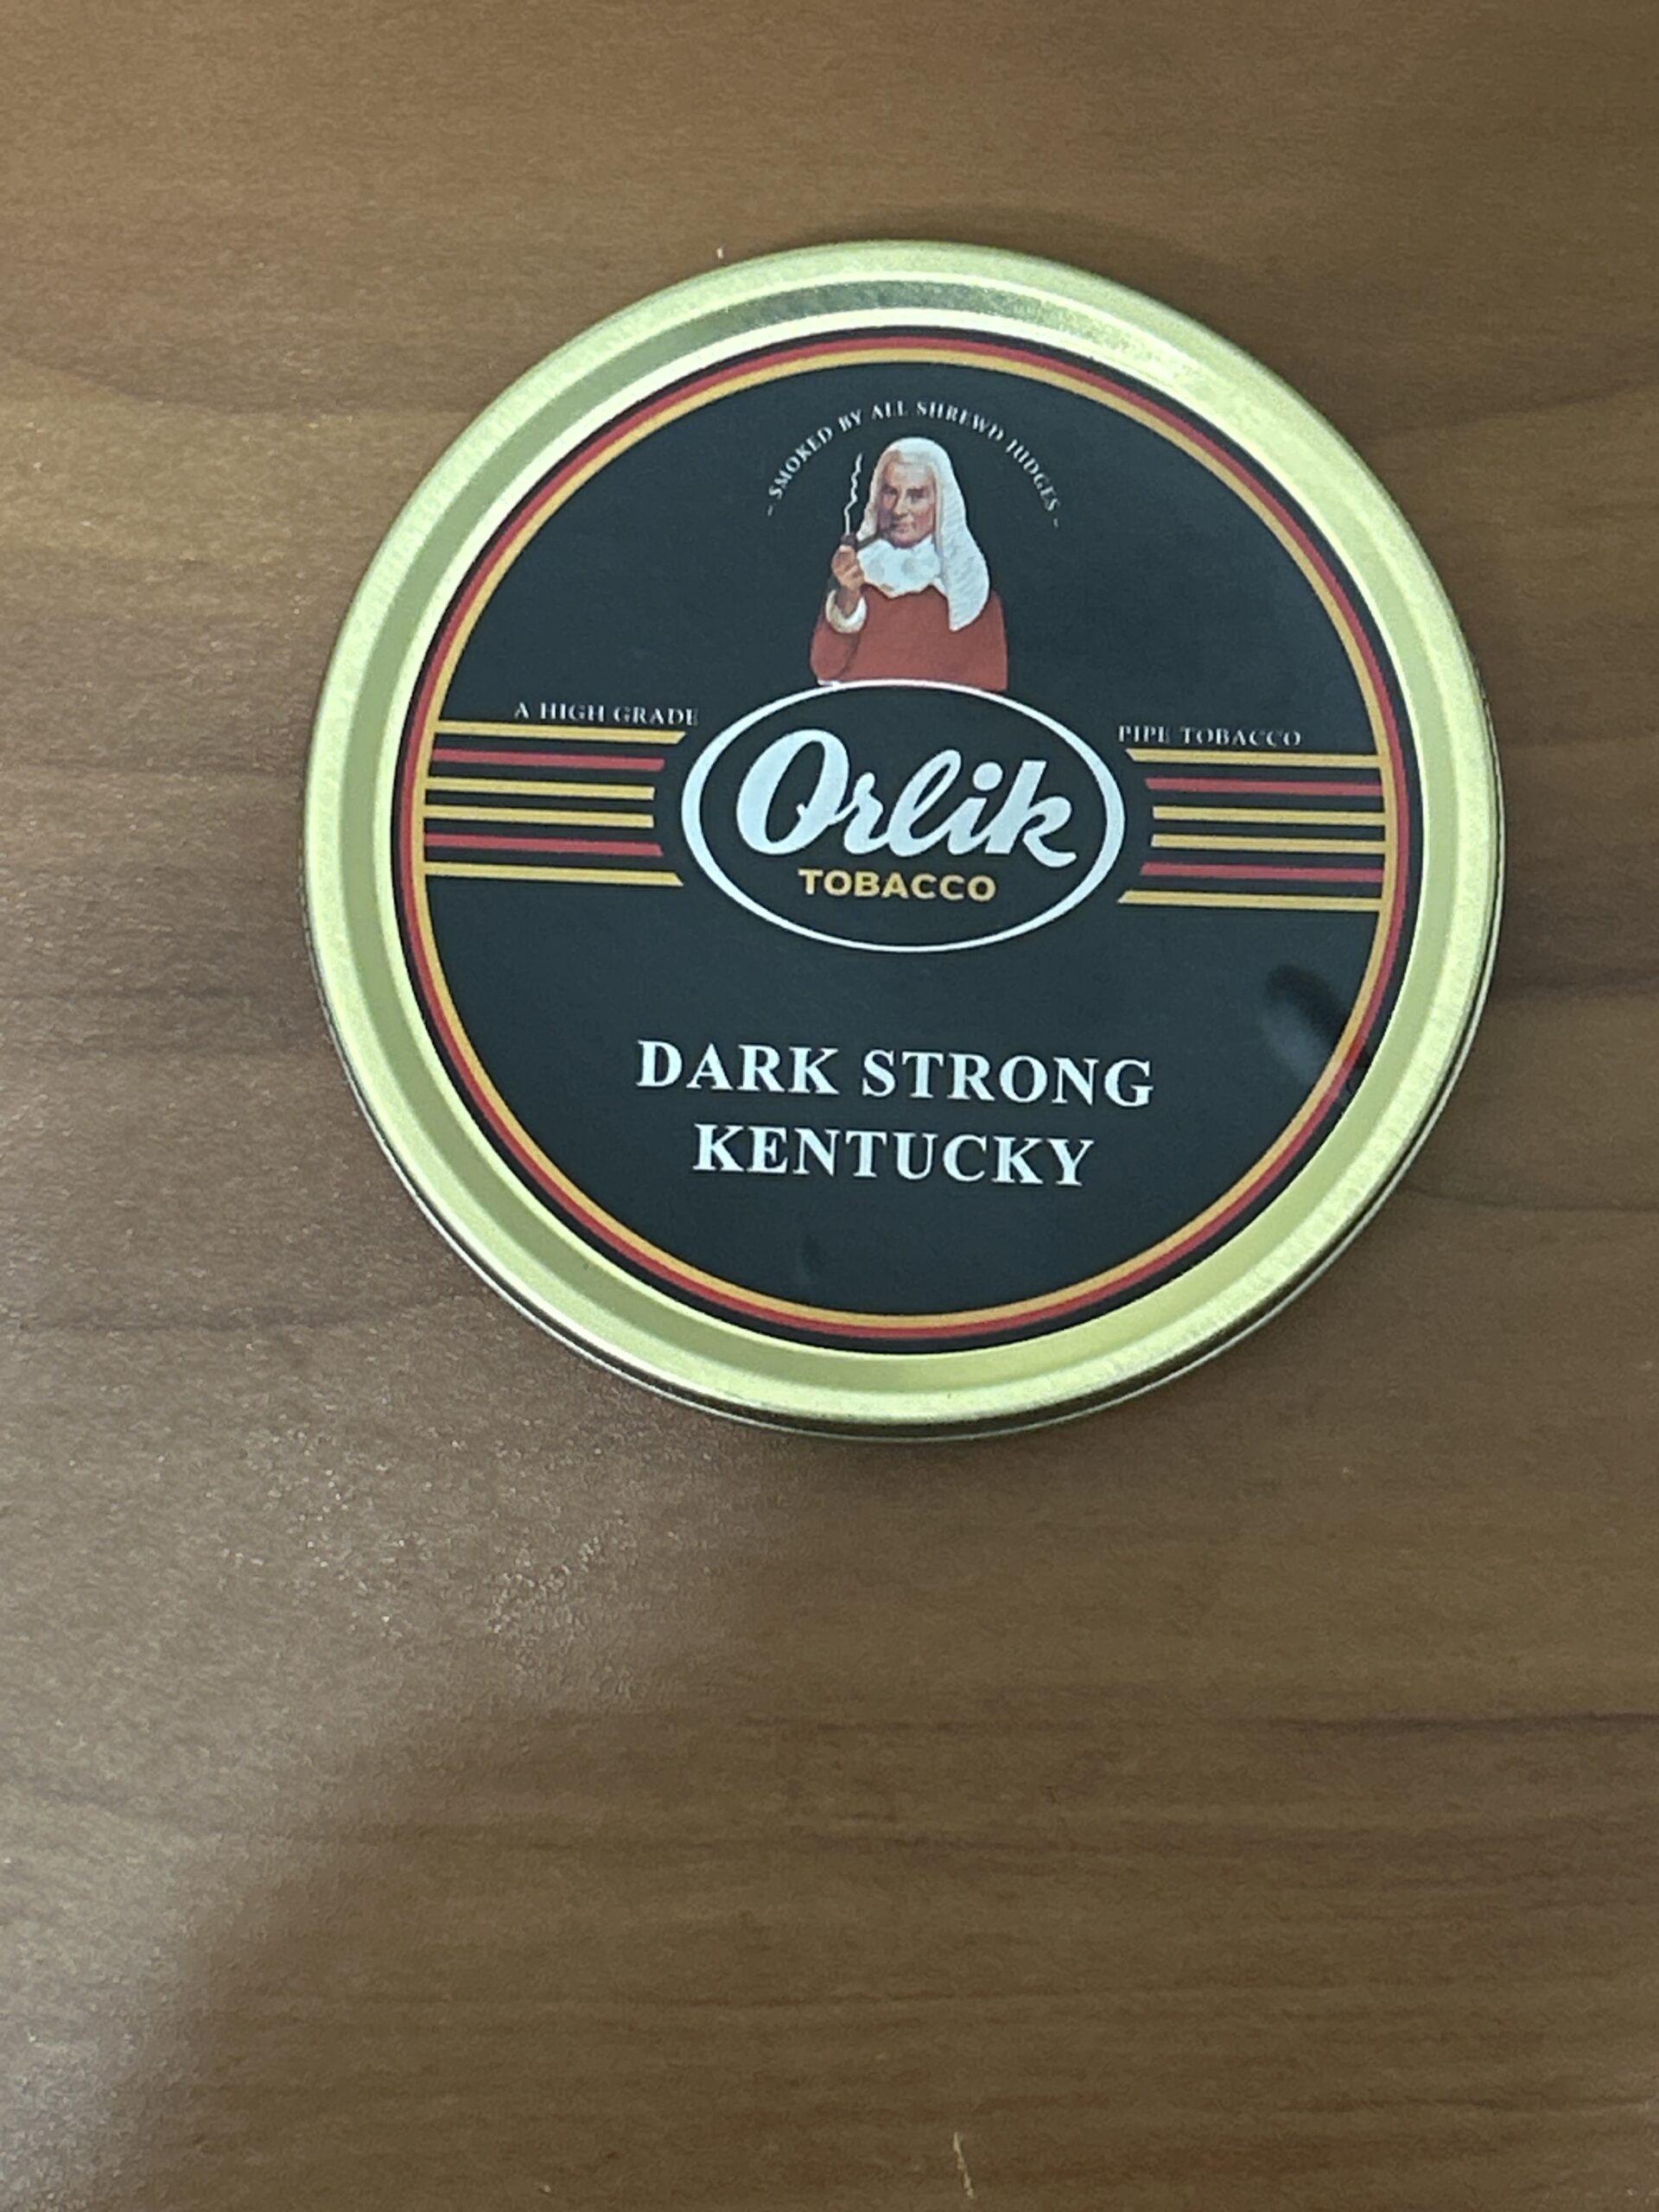 - SMOKED BY ALL SHREWD JUDGES -
A HIGH GRADE
PIPE TOBACCO
Orlik
TOBACCO
DARK STRONG
KENTUCKY